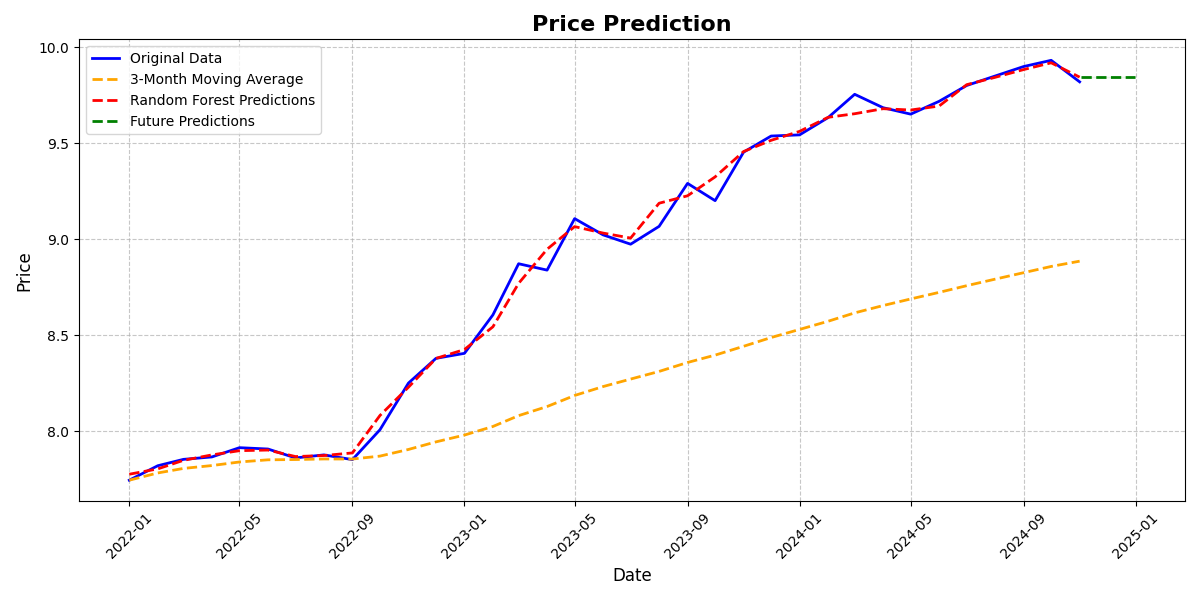 Price Prediction
Original Data
3-Month Moving Average
Random Forest Predictions
Future Predictions
10.0
9.5
9.0
8.5
8.0
Price
2022-01
2022-05
2022-09
2023-01
2023-05
2023-09
2024-01
2024-05
2024-09
2025-01
Date